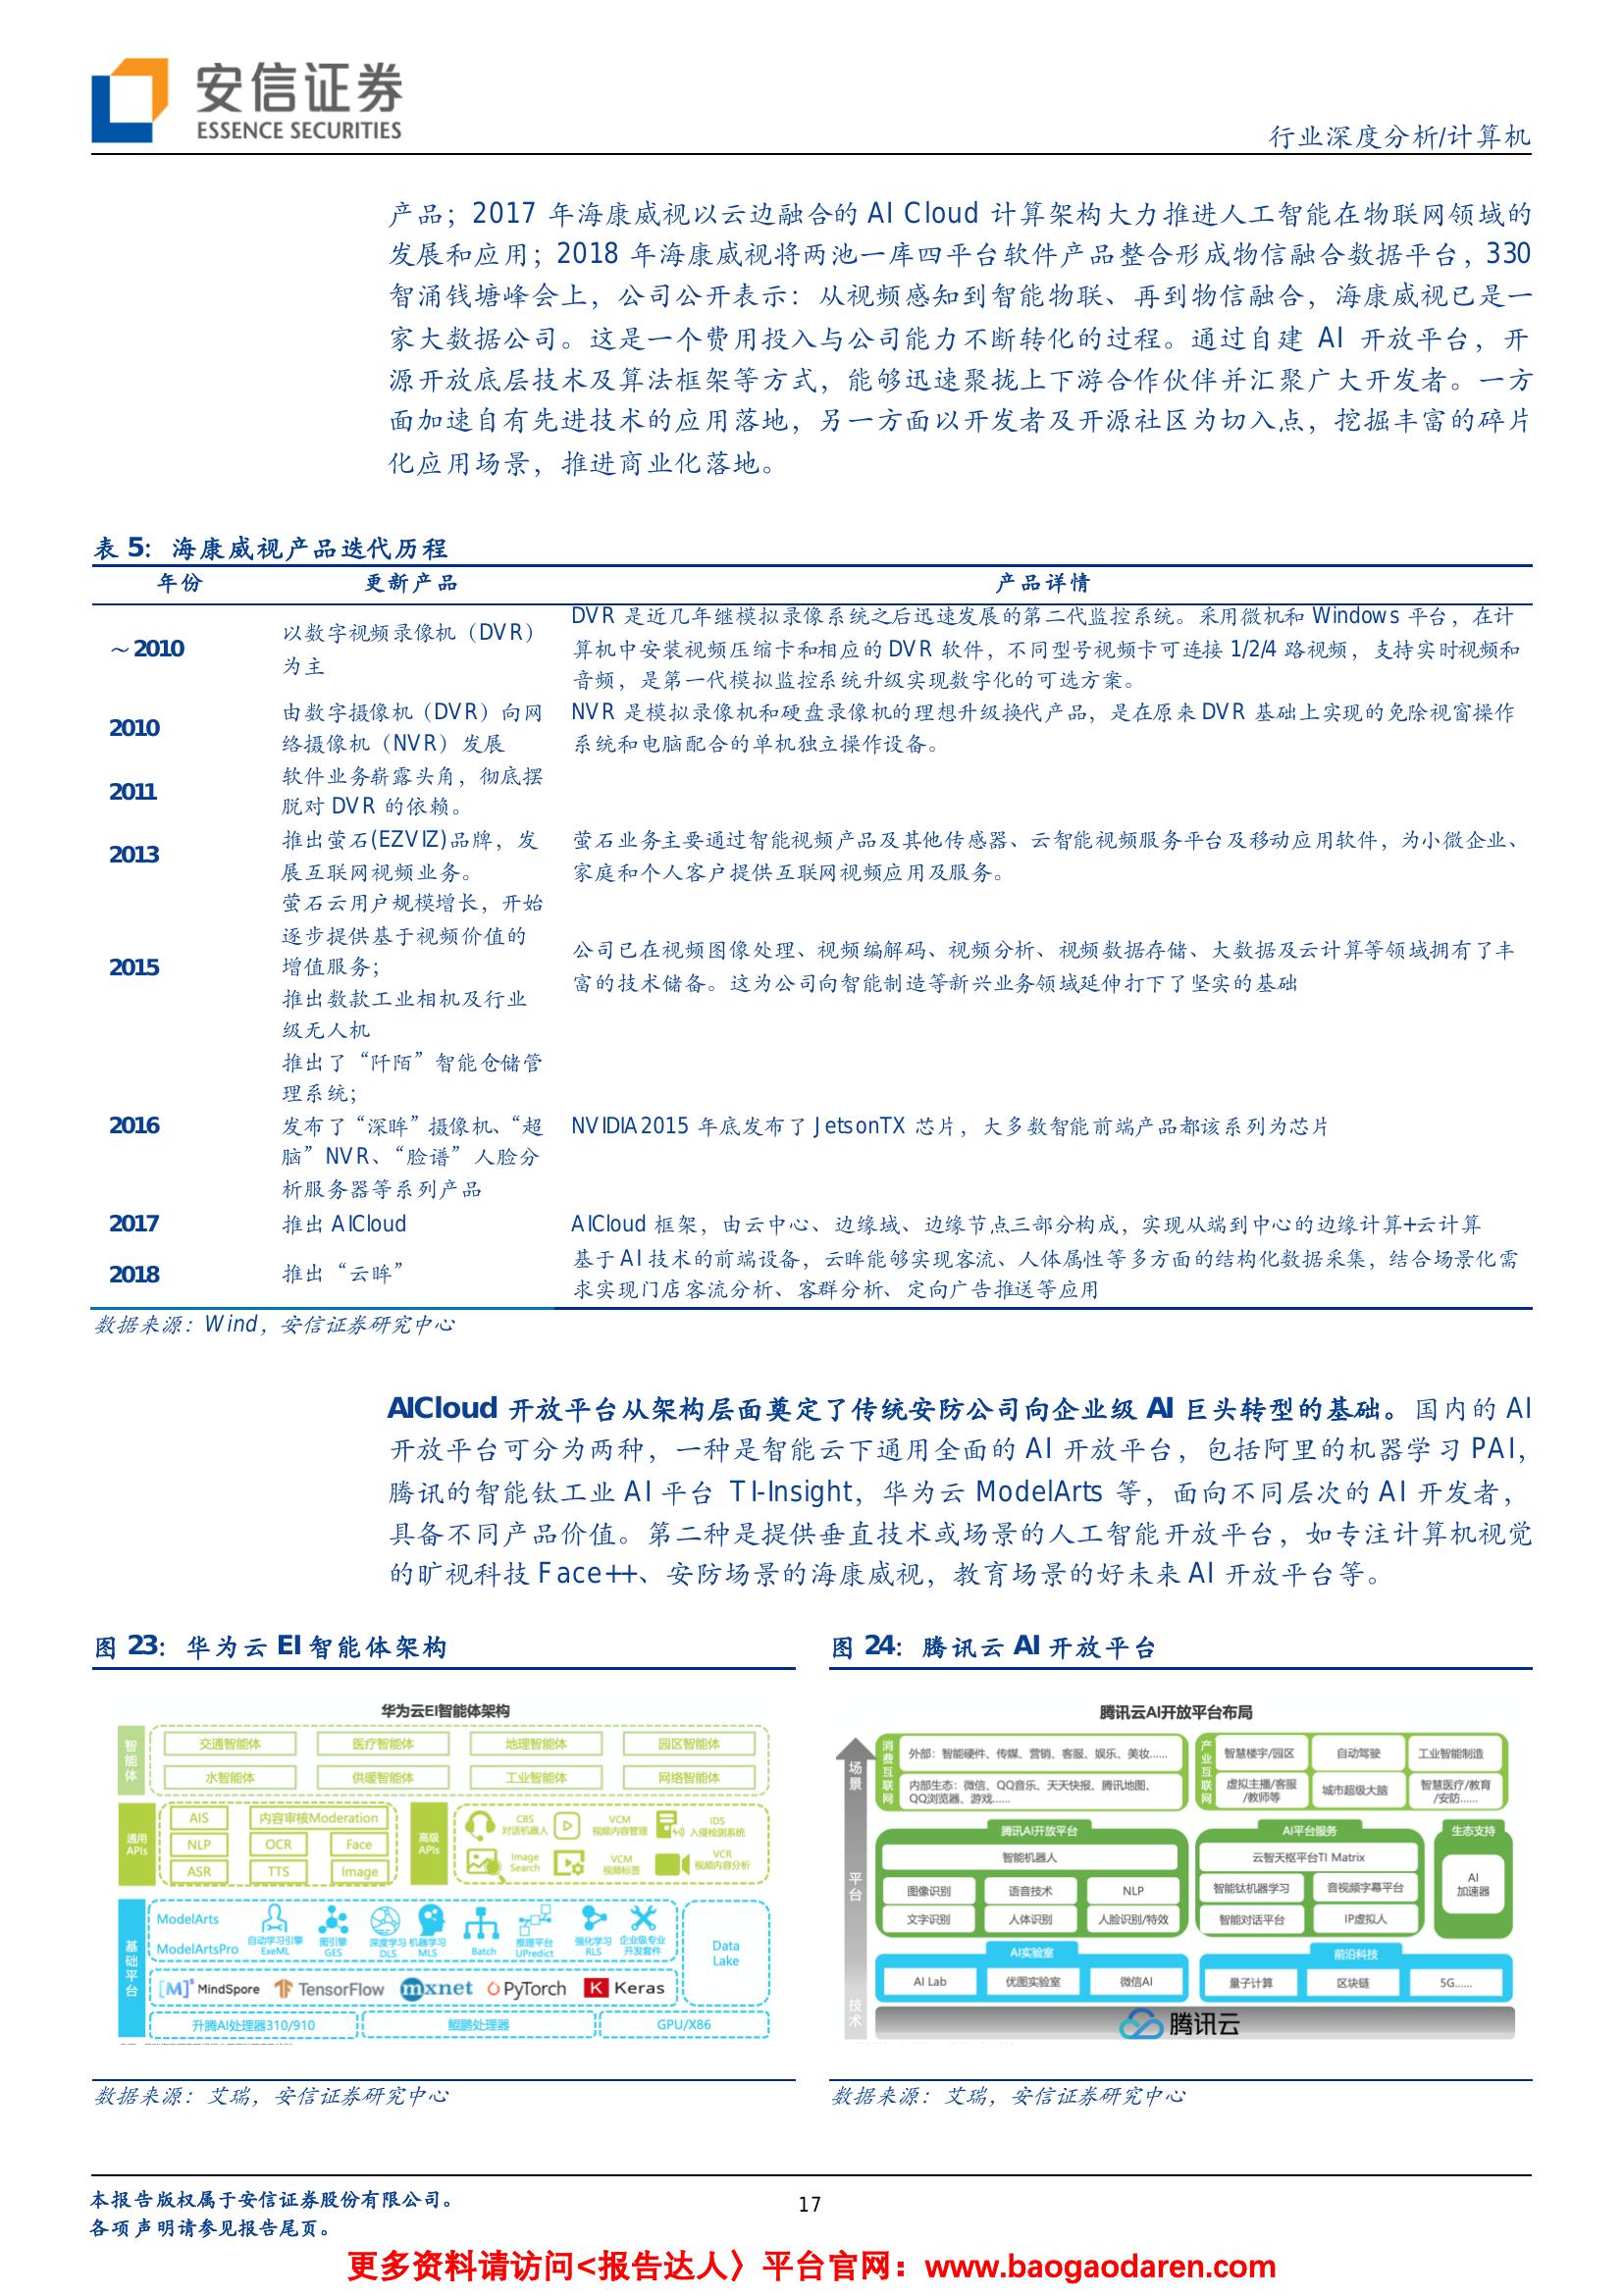 安信证券
ESSENCE SECURITIES
行业深度分析/计算机
产品；2017 年海康威视以云边融合的 AI Cloud 计算架构大力推进人工智能在物联网领域的
发展和应用；2018 年海康威视将两池一库四平台软件产品整合形成物信融合数据平台，330
智涌钱塘峰会上，公司公开表示：从视频感知到智能物联、再到物信融合，海康威视已是一
家大数据公司。这是一个费用投入与公司能力不断转化的过程。通过自建 AI 开放平台，开
源开放底层技术及算法框架等方式，能够迅速聚拢上下游合作伙伴并汇聚广大开发者。一方
面加速自有先进技术的应用落地，另一方面以开发者及开源社区为切入点，挖掘丰富的碎片
化应用场景，推进商业化落地。
表 5：海康威视产品迭代历程
年份 更新产品 产品详情
～2010
以数字视频录像机（DVR）
为主
DVR 是近几年继模拟录像系统之后迅速发展的第二代监控系统。采用微机和 Windows 平台，在计
算机中安装视频压缩卡和相应的 DVR 软件，不同型号视频卡可连接 1/2/4 路视频，支持实时视频和
音频，是第一代模拟监控系统升级实现数字化的可选方案。
2010
由数字摄像机（DVR）向网
络摄像机（NVR）发展
NVR 是模拟录像机和硬盘录像机的理想升级换代产品，是在原来 DVR 基础上实现的免除视窗操作
系统和电脑配合的单机独立操作设备。
2011
软件业务崭露头角，彻底摆
脱对 DVR 的依赖。
2013
推出萤石(EZVIZ)品牌，发
展互联网视频业务。
萤石业务主要通过智能视频产品及其他传感器、云智能视频服务平台及移动应用软件，为小微企业、
家庭和个人客户提供互联网视频应用及服务。
2015
萤石云用户规模增长，开始
逐步提供基于视频价值的
增值服务；
推出数款工业相机及行业
级无人机
公司已在视频图像处理、视频编解码、视频分析、视频数据存储、大数据及云计算等领域拥有了丰
富的技术储备。这为公司向智能制造等新兴业务领域延伸打下了坚实的基础
2016
推出了“阡陌”智能仓储管
理系统；
发布了“深眸”摄像机、“超
脑”NVR、“脸谱”人脸分
析服务器等系列产品
NVIDIA2015 年底发布了 JetsonTX 芯片，大多数智能前端产品都该系列为芯片
2017 推出 AICloud AICloud 框架，由云中心、边缘域、边缘节点三部分构成，实现从端到中心的边缘计算+云计算
2018 推出“云眸”
基于 AI 技术的前端设备，云眸能够实现客流、人体属性等多方面的结构化数据采集，结合场景化需
求实现门店客流分析、客群分析、定向广告推送等应用
数据来源：Wind，安信证券研究中心
AICloud 开放平台从架构层面奠定了传统安防公司向企业级 AI 巨头转型的基础。国内的 AI
开放平台可分为两种，一种是智能云下通用全面的 AI 开放平台，包括阿里的机器学习 PAI，
腾讯的智能钛工业 AI 平台 TI-Insight，华为云 ModelArts 等，面向不同层次的 AI 开发者，
具备不同产品价值。第二种是提供垂直技术或场景的人工智能开放平台，如专注计算机视觉
的旷视科技 Face++、安防场景的海康威视，教育场景的好未来 AI 开放平台等。
图 23：华为云 EI 智能体架构
华为云EI智能体架构
智能体
交通智能体 医疗智能体 地理智能体 园区智能体
水智能体 供暖智能体 工业智能体 网络智能体
通用APIs
AIS 内容审核Moderation
NLP OCR Face
ASR TTS Image
高级APIs
CBS 对话机器人 VCM 视频内容管理 IDS 入侵检测系统
Image Search VCM 视频标签 VCR 视频内容分析
基础平台
ModelArts
ModelArtsPro
自动学习引擎 ExeML 图引擎 GES 深度学习 DLS 机器学习 MLS Batch 推理平台 UPredict 强化学习 RLS 企业级专业开发套件
Data Lake
[M]s MindSpore TensorFlow mxnet PyTorch K Keras
升腾AI处理器310/910 鲲鹏处理器 GPU/X86
数据来源：艾瑞，安信证券研究中心
图 24：腾讯云 AI 开放平台
腾讯云AI开放平台布局
场景
平台
技术
消费互联网
外部：智能硬件、传媒、营销、客服、娱乐、美妆......
内部生态：微信、QQ音乐、天天快报、腾讯地图、
QQ浏览器、游戏......
产业互联网
智慧楼宇/园区 自动驾驶 工业智能制造
虚拟主播/客服/教师等 城市超级大脑 智慧医疗/教育/安防......
腾讯AI开放平台
智能机器人
图像识别 语音技术 NLP
文字识别 人体识别 人脸识别/特效
AI平台服务
云智天枢平台TI Matrix
智能钛机器学习 音视频字幕平台
智能对话平台 IP虚拟人
生态支持
AI
加速器
AI实验室
AI Lab 优图实验室 微信AI
前沿科技
量子计算 区块链 5G......
腾讯云
数据来源：艾瑞，安信证券研究中心
本报告版权属于安信证券股份有限公司。
各项声明请参见报告尾页。
17
更多资料请访问<报告达人〉平台官网：www.baogaodaren.com